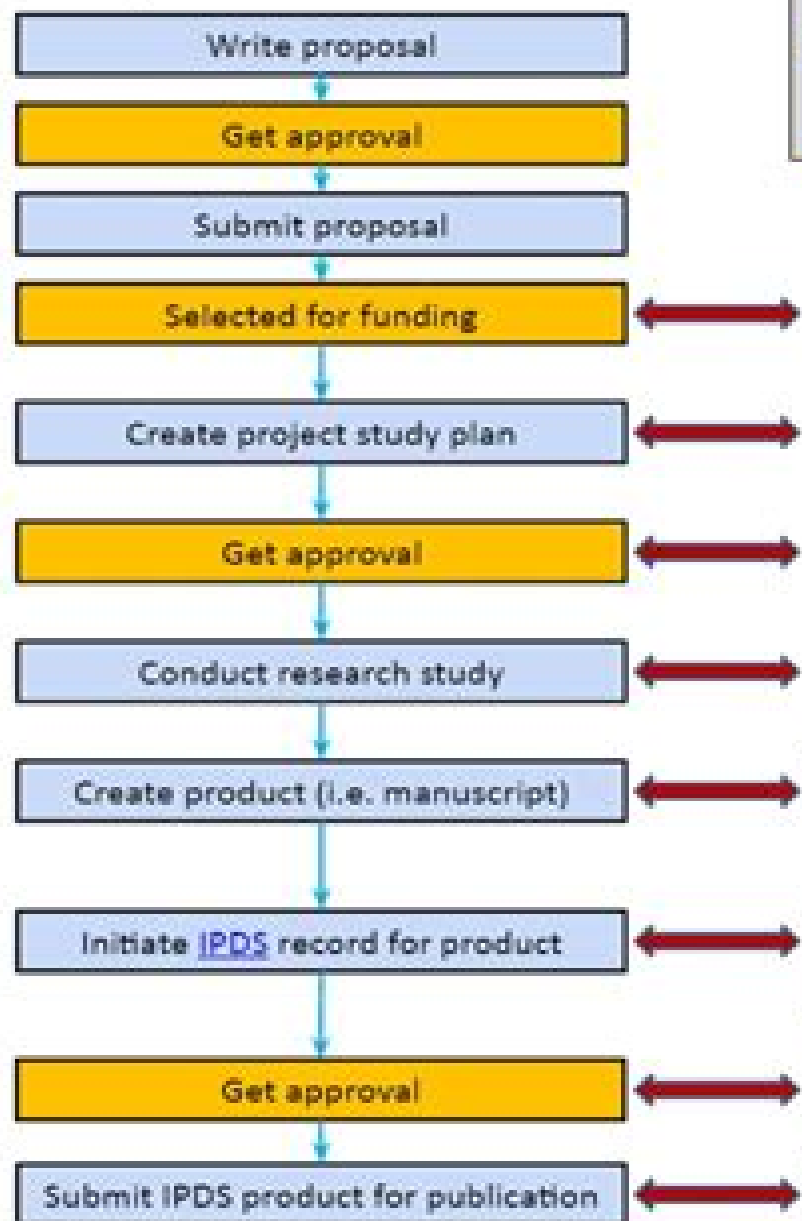 Write proposal
Get approval
Submit proposal
Selected for funding
Create project study plan
Get approval
Conduct research study
Create product (i.e. manuscript)
Initiate IPDS record for product
Get approval
Submit IPDS product for publication